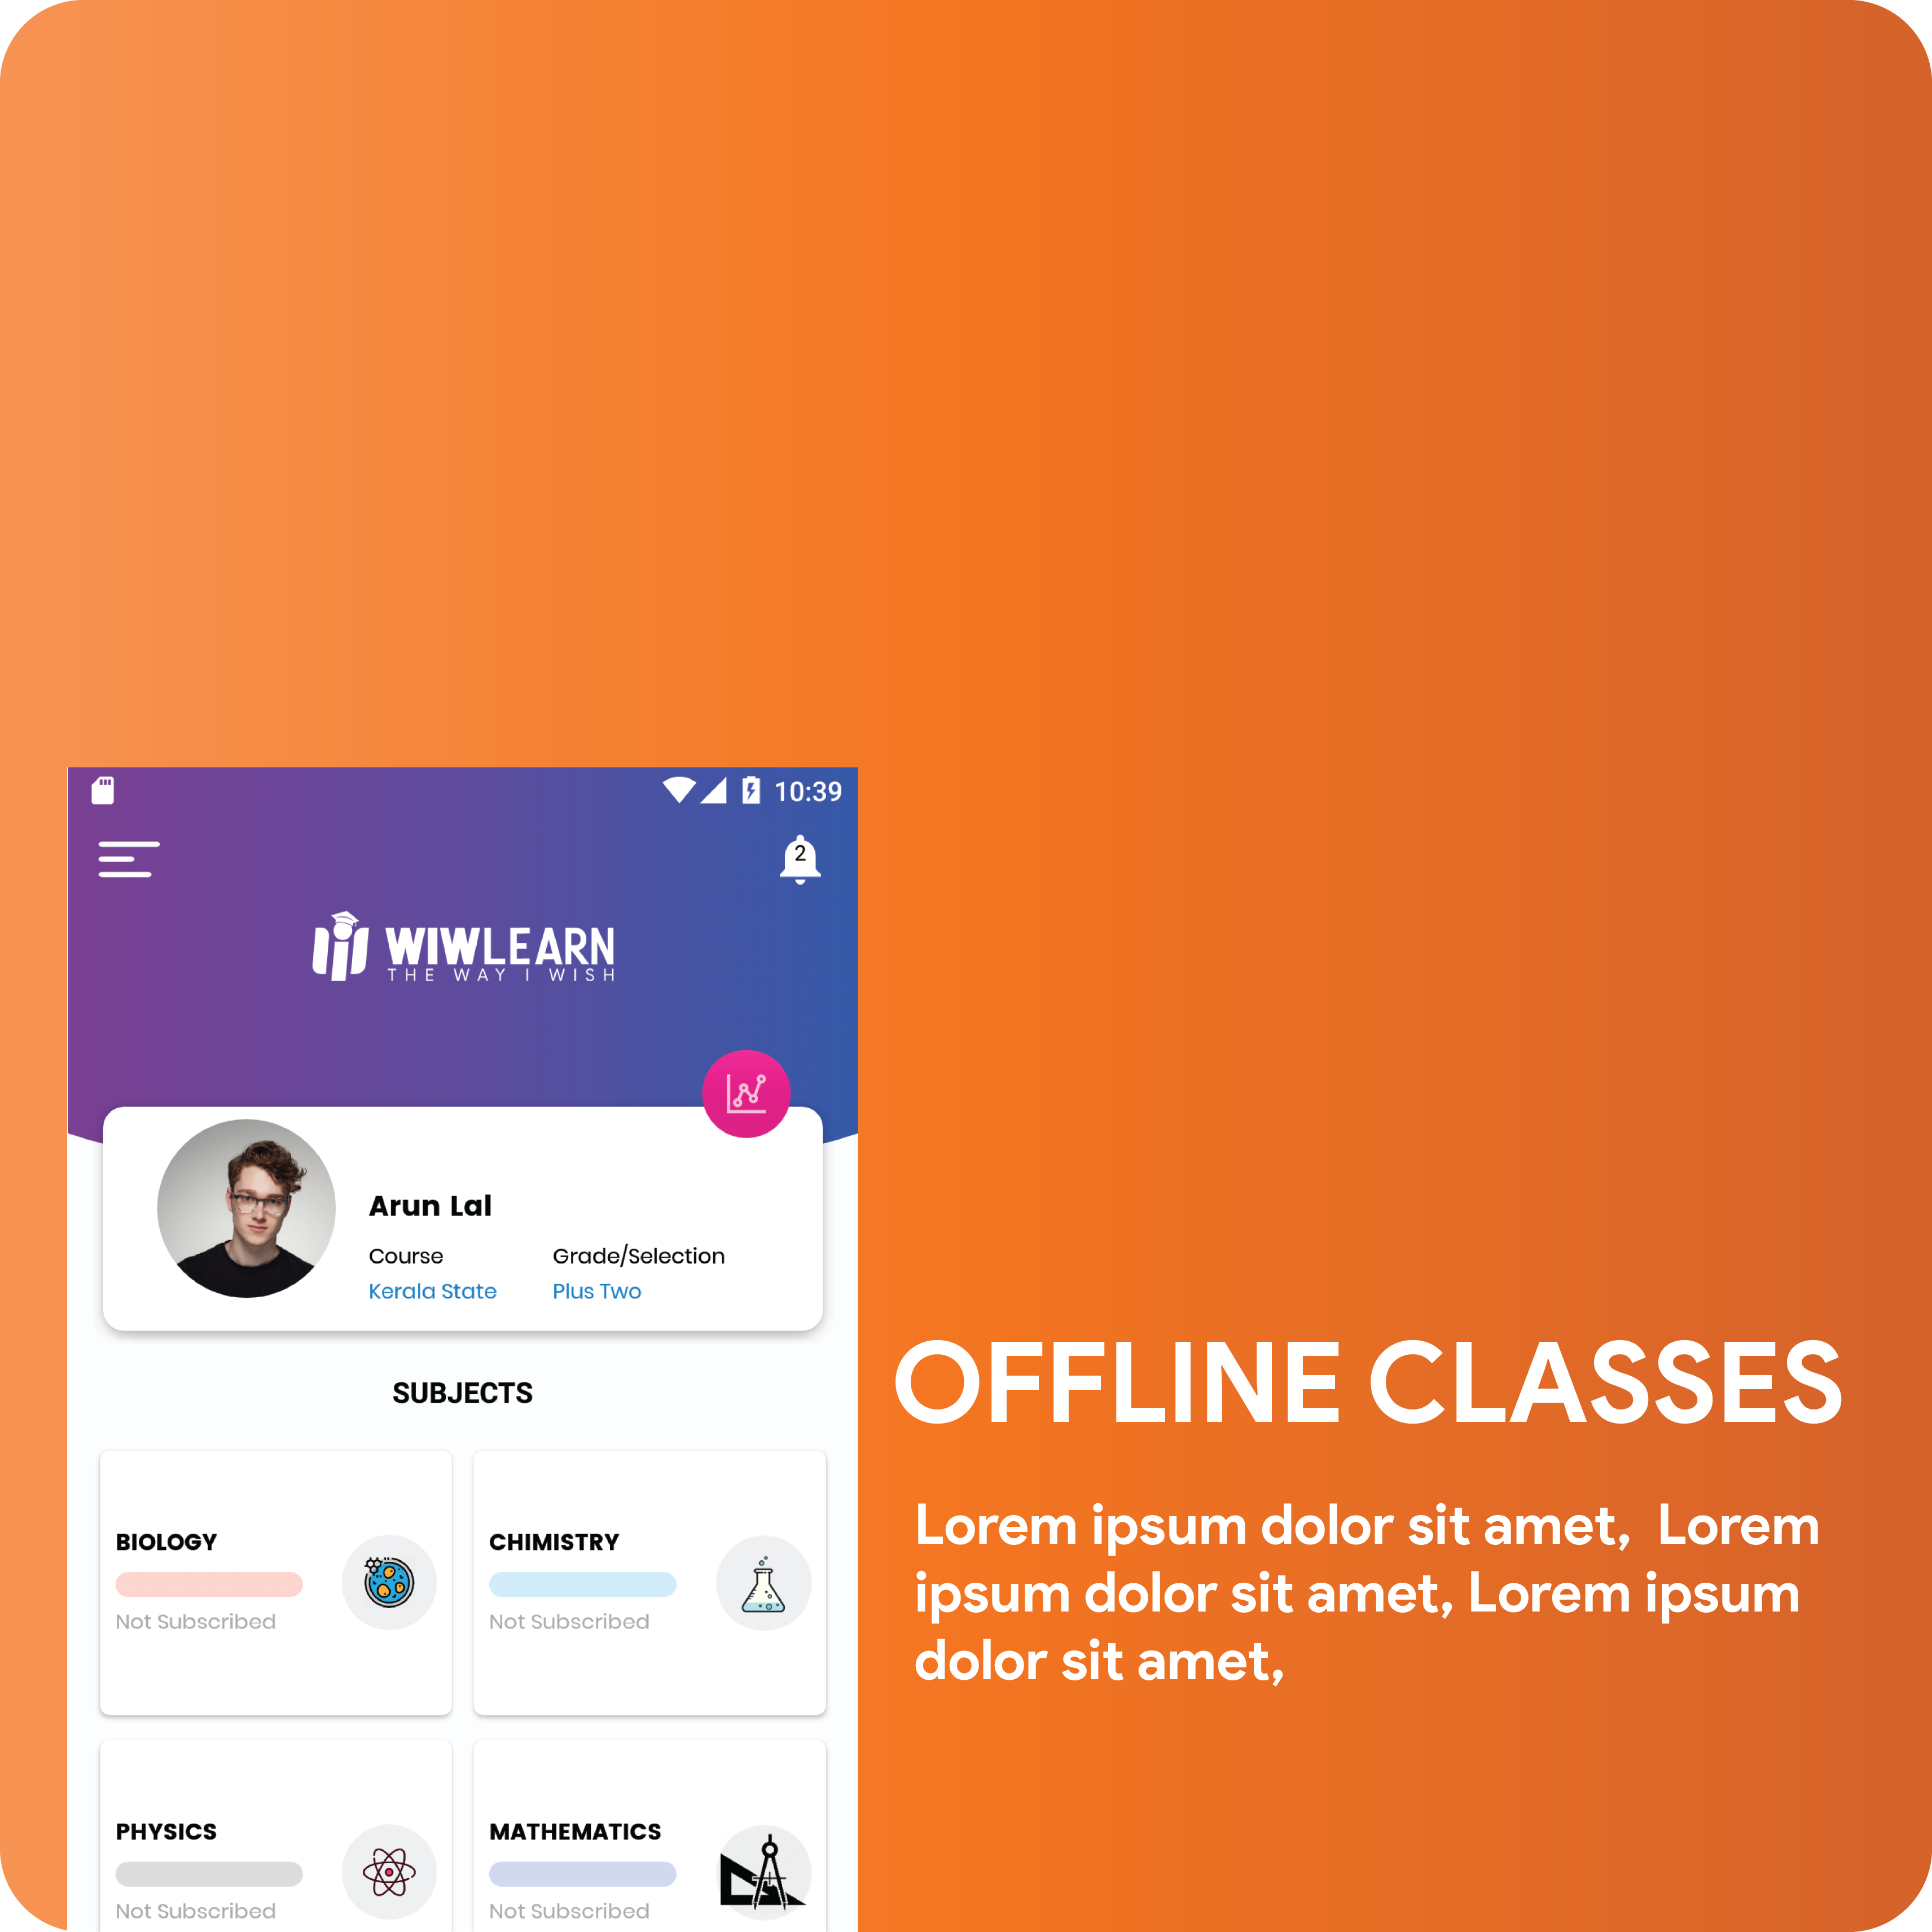 10:39
2
WIWLEARN
THE WAY I WISH
Arun Lal
Course Grade/Selection
Kerala State Plus Two
SUBJECTS
BIOLOGY
Not Subscribed
CHIMISTRY
Not Subscribed
PHYSICS
Not Subscribed
MATHEMATICS
Not Subscribed
OFFLINE CLASSES
Lorem ipsum dolor sit amet, Lorem
ipsum dolor sit amet, Lorem ipsum
dolor sit amet,